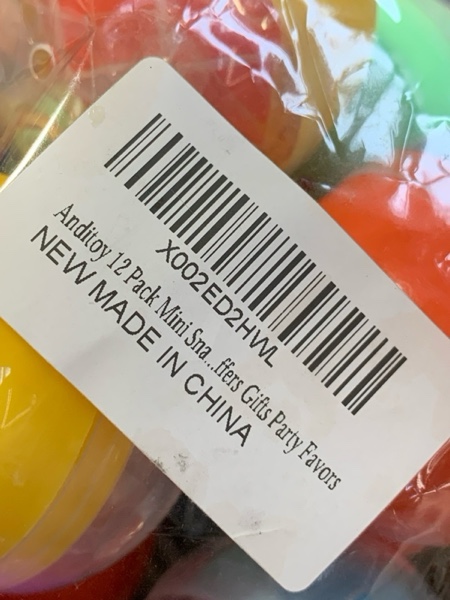 X002ED2HWL
Anditoy 12 Pack Mini Sna...ffers Gifts Party Favors
NEW MADE IN CHINA